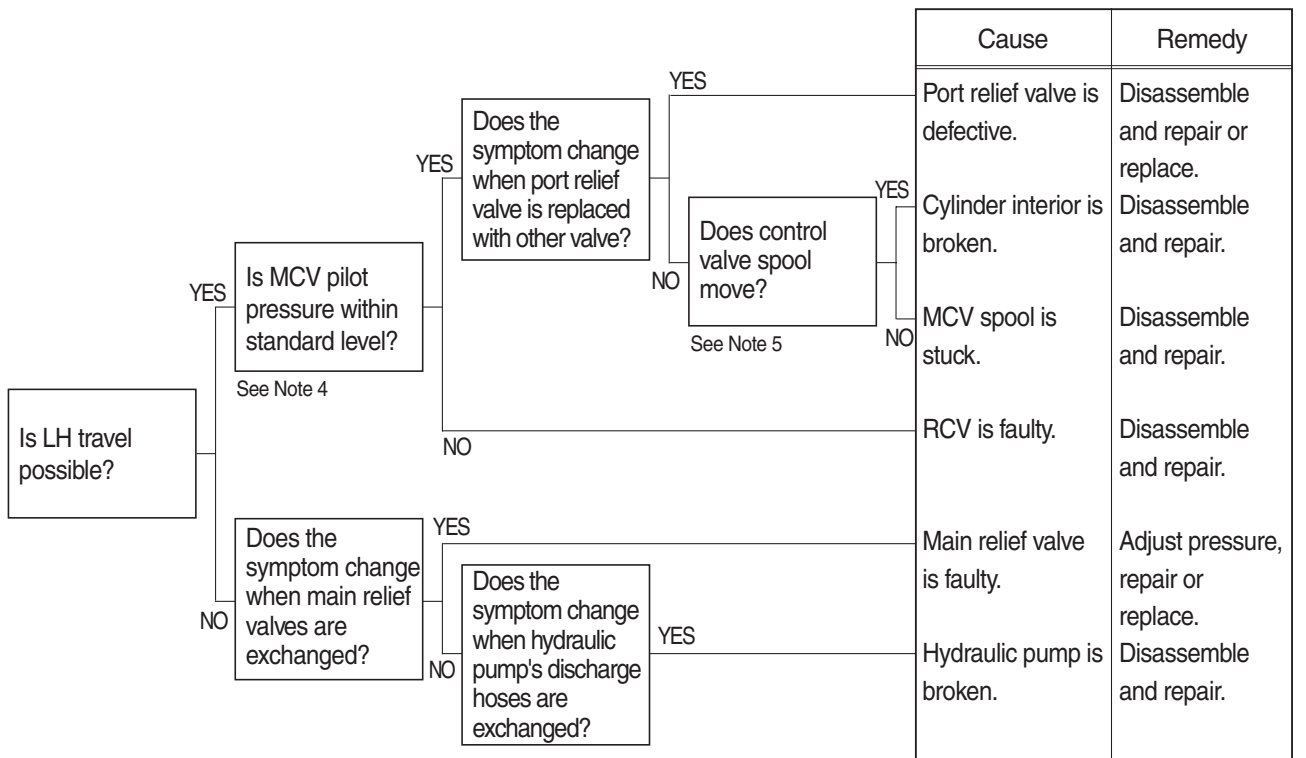 Cause
Remedy
YES
Port relief valve is
defective.
Disassemble
and repair or
replace.
Does the
symptom change
when port relief
valve is replaced
with other valve?
YES
YES
Cylinder interior is
broken.
Disassemble
and repair.
Does control
valve spool
move?
NO
See Note 5
NO
MCV spool is
stuck.
Disassemble
and repair.
Is MCV pilot
pressure within
standard level?
YES
See Note 4
NO
RCV is faulty.
Disassemble
and repair.
Is LH travel
possible?
Does the
symptom change
when main relief
valves are
exchanged?
NO
YES
Main relief valve
is faulty.
Adjust pressure,
repair or
replace.
Does the
symptom change
when hydraulic
pump's discharge
hoses are
exchanged?
NO
YES
Hydraulic pump is
broken.
Disassemble
and repair.